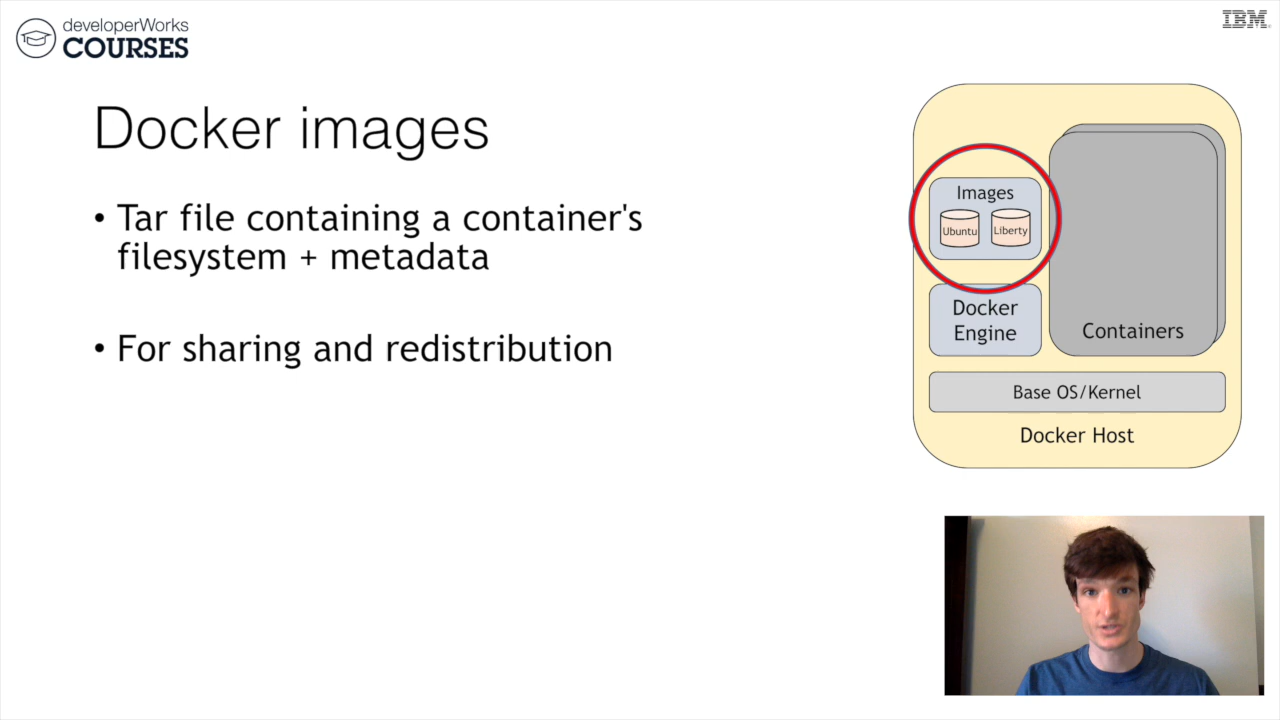 developerWorks
COURSES
IBM
Docker images
• Tar file containing a container's
filesystem + metadata
• For sharing and redistribution
Images
Ubuntu
Liberty
Docker
Engine
Containers
Base OS/Kernel
Docker Host